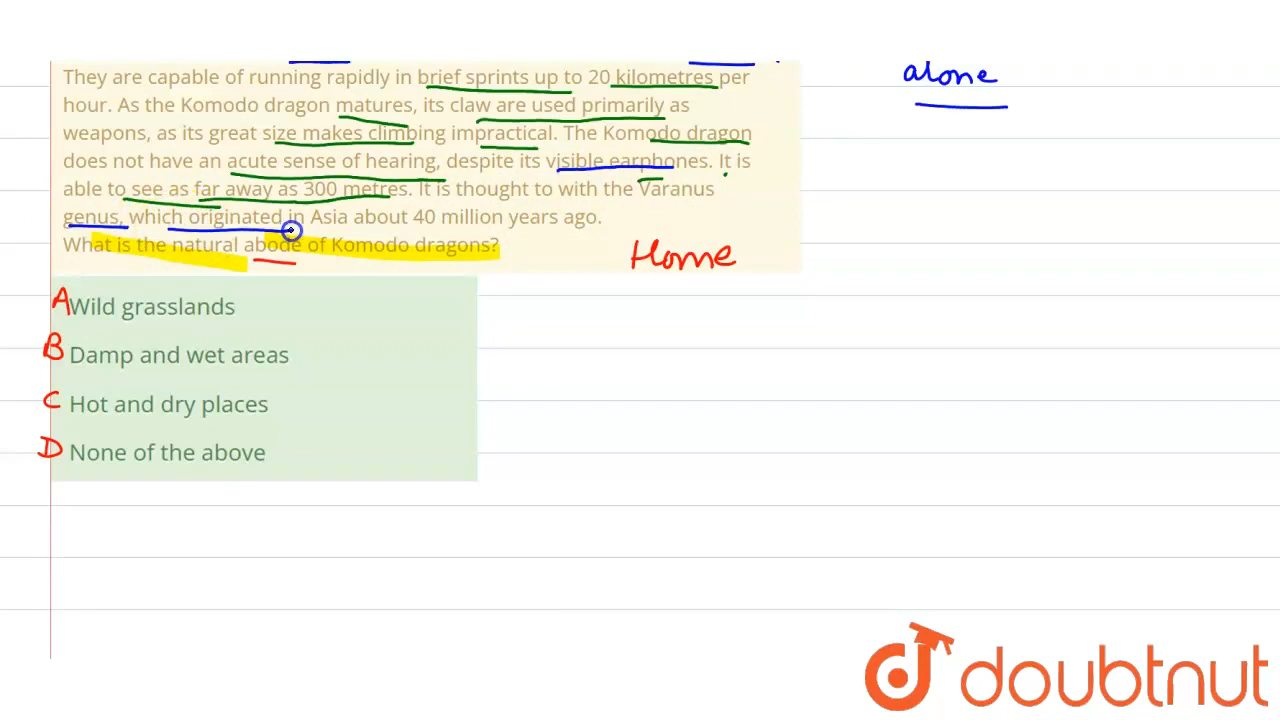 alone
They are capable of running rapidly in brief sprints up to 20 kilometres per
hour. As the Komodo dragon matures, its claw are used primarily as
weapons, as its great size makes climbing impractical. The Komodo dragon
does not have an acute sense of hearing, despite its visible earphones. It is
able to see as far away as 300 metres. It is thought to with the Varanus
genus, which originated in Asia about 40 million years ago.
What is the natural abode of Komodo dragons?
Home
A Wild grasslands
B Damp and wet areas
C Hot and dry places
D None of the above
doubtnut